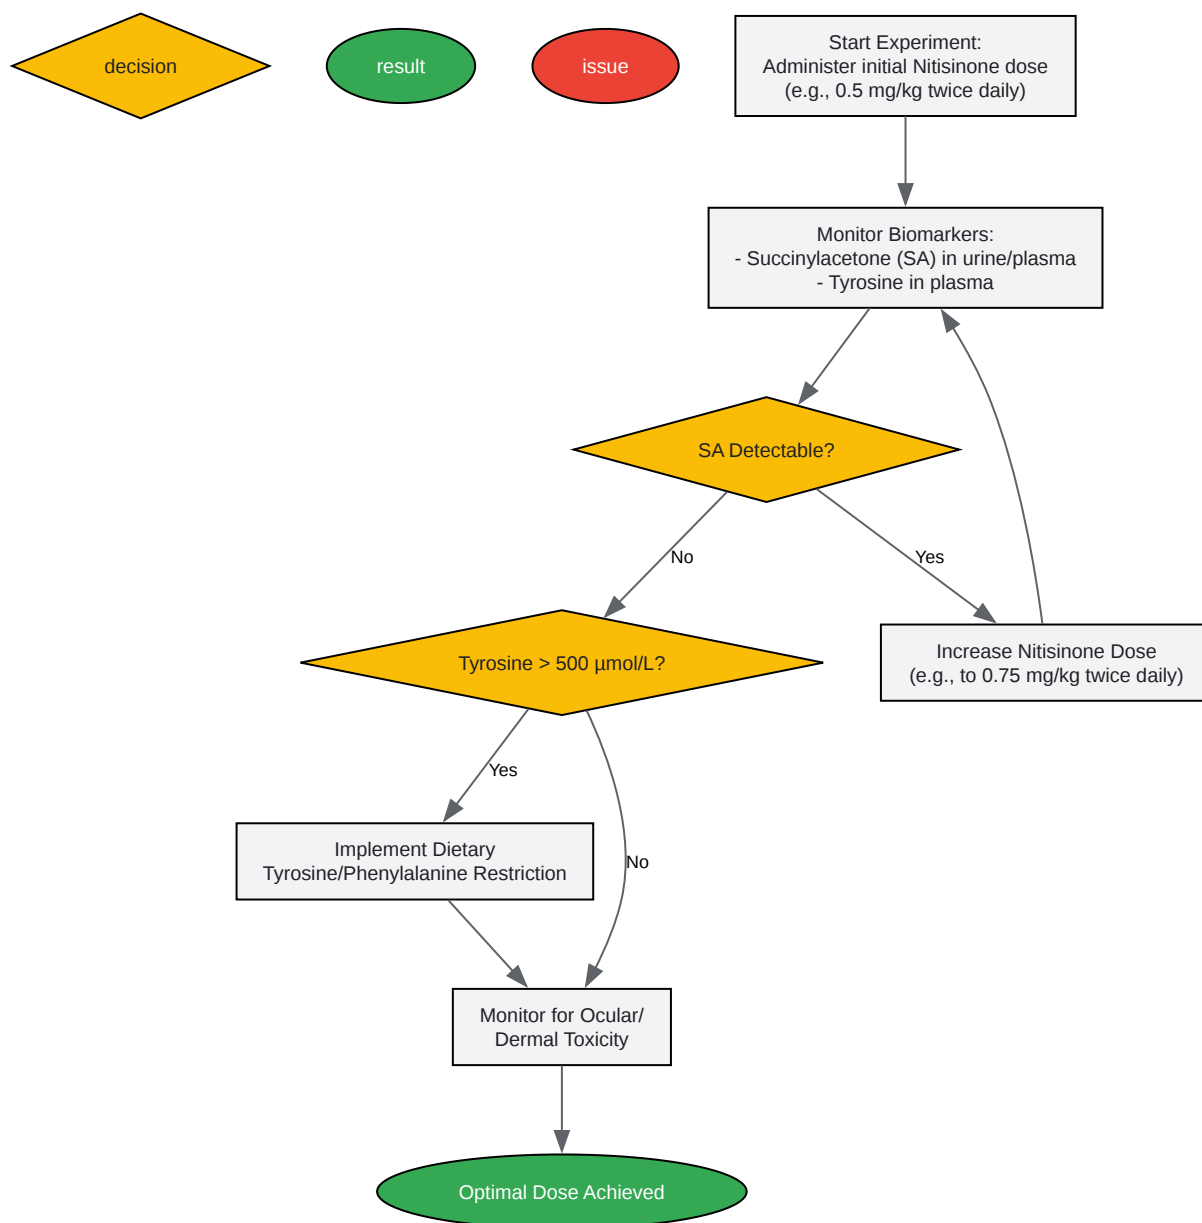 decision
result
issue
Start Experiment:
Administer initial Nitisinone dose
(e.g., 0.5 mg/kg twice daily)
Monitor Biomarkers:
- Succinylacetone (SA) in urine/plasma
- Tyrosine in plasma
SA Detectable?
No
Yes
Tyrosine > 500 µmol/L?
Increase Nitisinone Dose
(e.g., to 0.75 mg/kg twice daily)
Yes
Implement Dietary
Tyrosine/Phenylalanine Restriction
No
Monitor for Ocular/
Dermal Toxicity
Optimal Dose Achieved